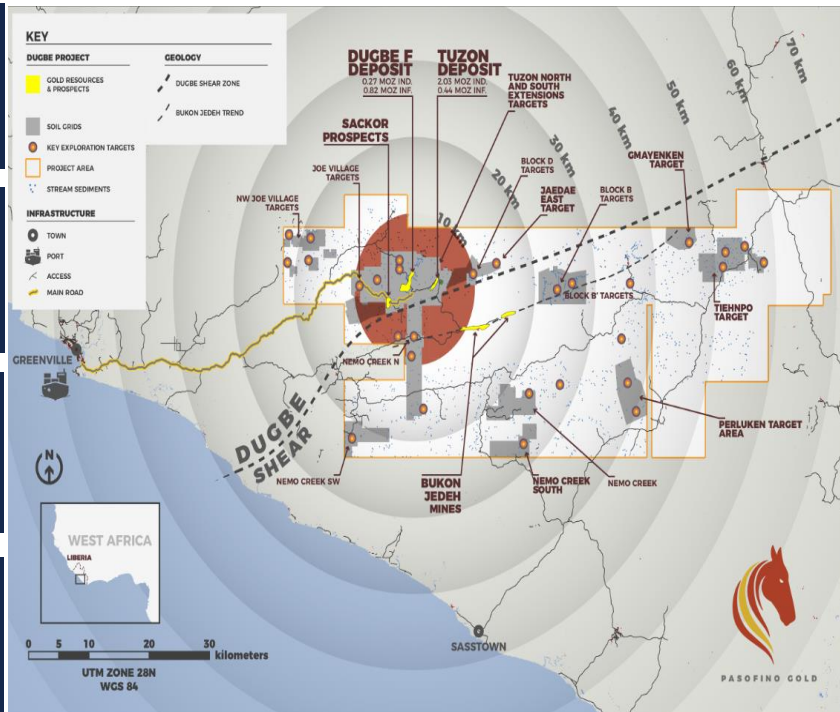 KEY
DUGBE PROJECT
GOLD RESOURCES
& PROSPECTS
SOIL GRIDS
KEY EXPLORATION TARGETS
PROJECT AREA
STREAM SEDIMENTS
INFRASTRUCTURE
TOWN
PORT
ACCESS
MAIN ROAD
GEOLOGY
DUGBE SHEAR ZONE
BUKON JEDEH TREND
DUGBE F
DEPOSIT
0.27 MOZ IND.
0.82 MOZ INF.
TUZON
DEPOSIT
2.03 MOZ IND.
0.44 MOZ INF.
TUZON NORTH
AND SOUTH
EXTENSIONS
TARGETS
SACKOR
PROSPECTS
JOE VILLAGE
TARGETS
NW JOE VILLAGE
TARGETS
BLOCK D
TARGETS
JAEDAE
EAST
TARGET
BLOCK B
TARGETS
GMAYENKEN
TARGET
10 km
20 km
30 km
40 km
50 km
60 km
70 km
BLOCK B' TARGETS
TIEHNPO
TARGET
GREENVILLE
NEMO CREEK N
DUGBE
SHEAR
PERLUKEN TARGET
AREA
NEMO CREEK SW
BUKON
JEDEH
MINES
NEMO CREEK
SOUTH
NEMO CREEK
N
WEST AFRICA
LIBERIA
SASSTOWN
0 5 10 20 30 kilometers
UTM ZONE 28N
WGS 84
PASOFINO GOLD